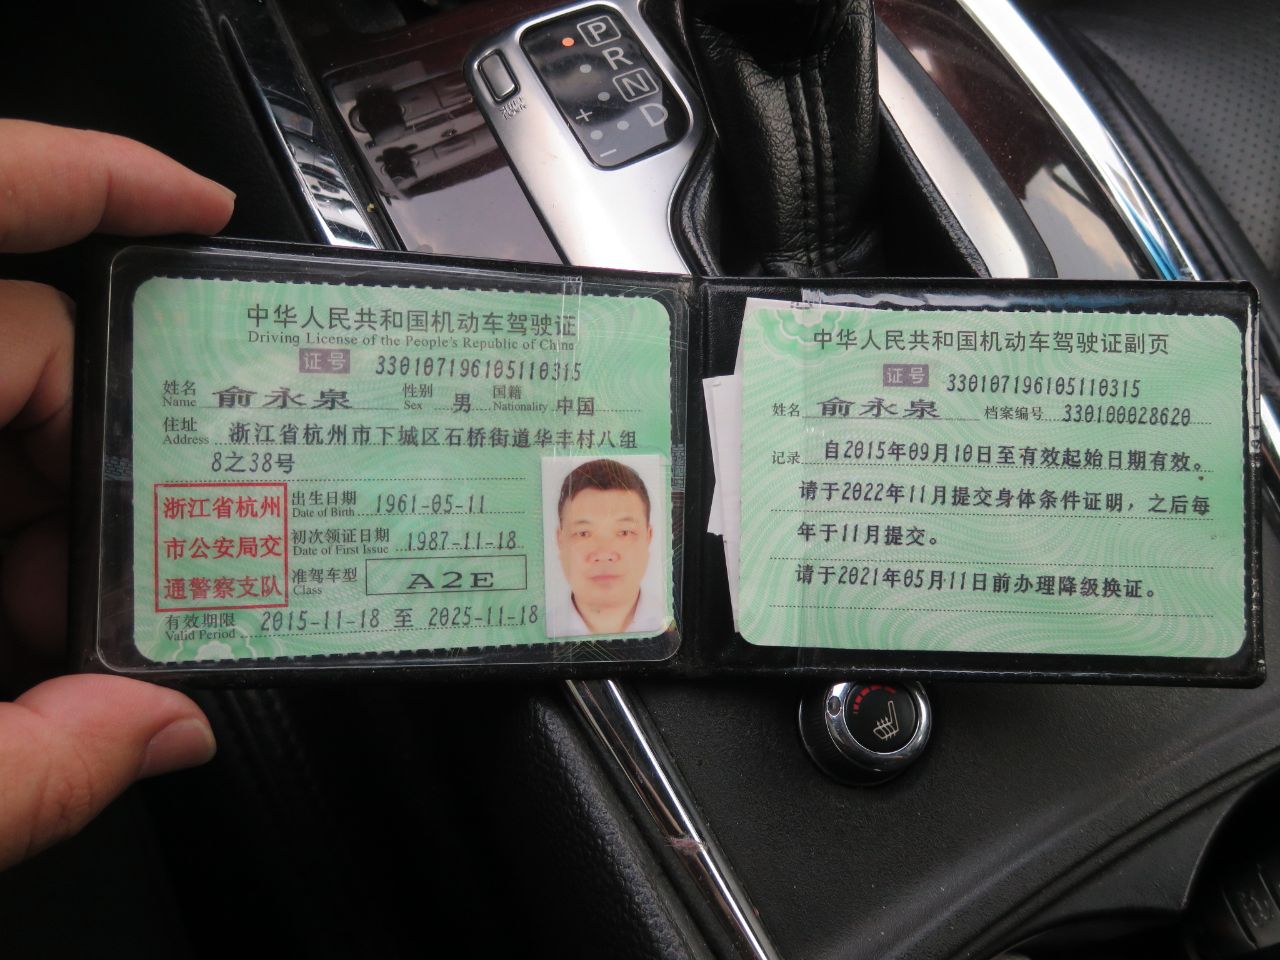 P
R
N
D
+
−
中华人民共和国机动车驾驶证
Driving License of the People's Republic of China
证号 330107196105110315
姓名 Name 俞永泉 性别 Sex 男 国籍 Nationality 中国
住址 Address 浙江省杭州市下城区石桥街道华丰村八组
8之38号
浙江省杭州
市公安局交
通警察支队
出生日期 Date of Birth 1961-05-11
初次领证日期 Date of First Issue 1987-11-18
准驾车型 Class A2E
有效期限 Valid Period 2015-11-18 至 2025-11-18
中华人民共和国机动车驾驶证副页
证号 330107196105110315
姓名 俞永泉 档案编号 330100028620
记录 自2015年09月10日至有效起始日期有效。
请于2022年11月提交身体条件证明，之后每
年于11月提交。
请于2021年05月11日前办理降级换证。